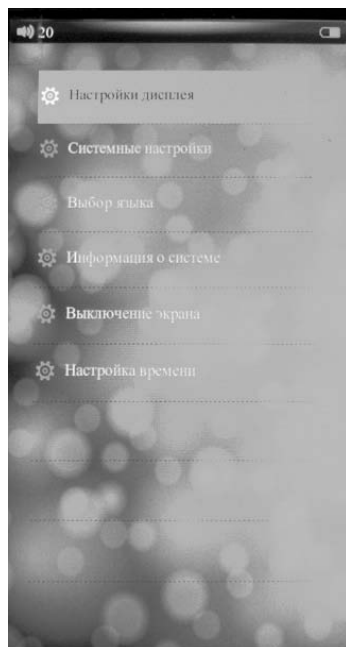 20
Настройки дисплея
Системные настройки
Выбор языка
Информация о системе
Выключение экрана
Настройка времени